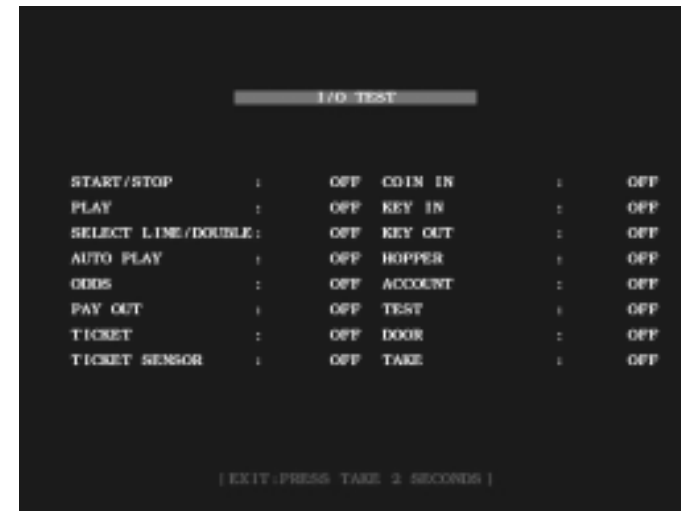 I/O TEST
START/STOP : OFF COIN IN : OFF
PLAY : OFF KEY IN : OFF
SELECT LINE/DOUBLE: OFF KEY OUT : OFF
AUTO PLAY : OFF HOPPER : OFF
ODDS : OFF ACCOUNT : OFF
PAY OUT : OFF TEST : OFF
TICKET : OFF DOOR : OFF
TICKET SENSOR : OFF TAKE : OFF
[EXIT:PRESS TAKE 2 SECONDS]